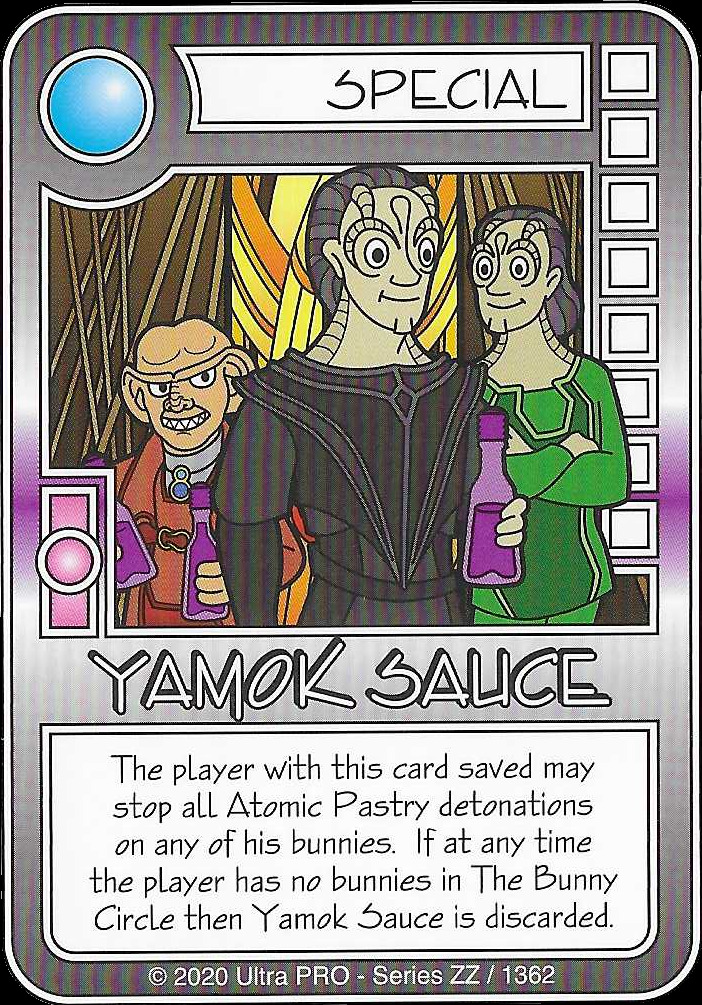 SPECIAL
YAMOK SAUCE
The player with this card saved may
stop all Atomic Pastry detonations
on any of his bunnies. If at any time
the player has no bunnies in The Bunny
Circle then Yamok Sauce is discarded.
© 2020 Ultra PRO - Series ZZ / 1362